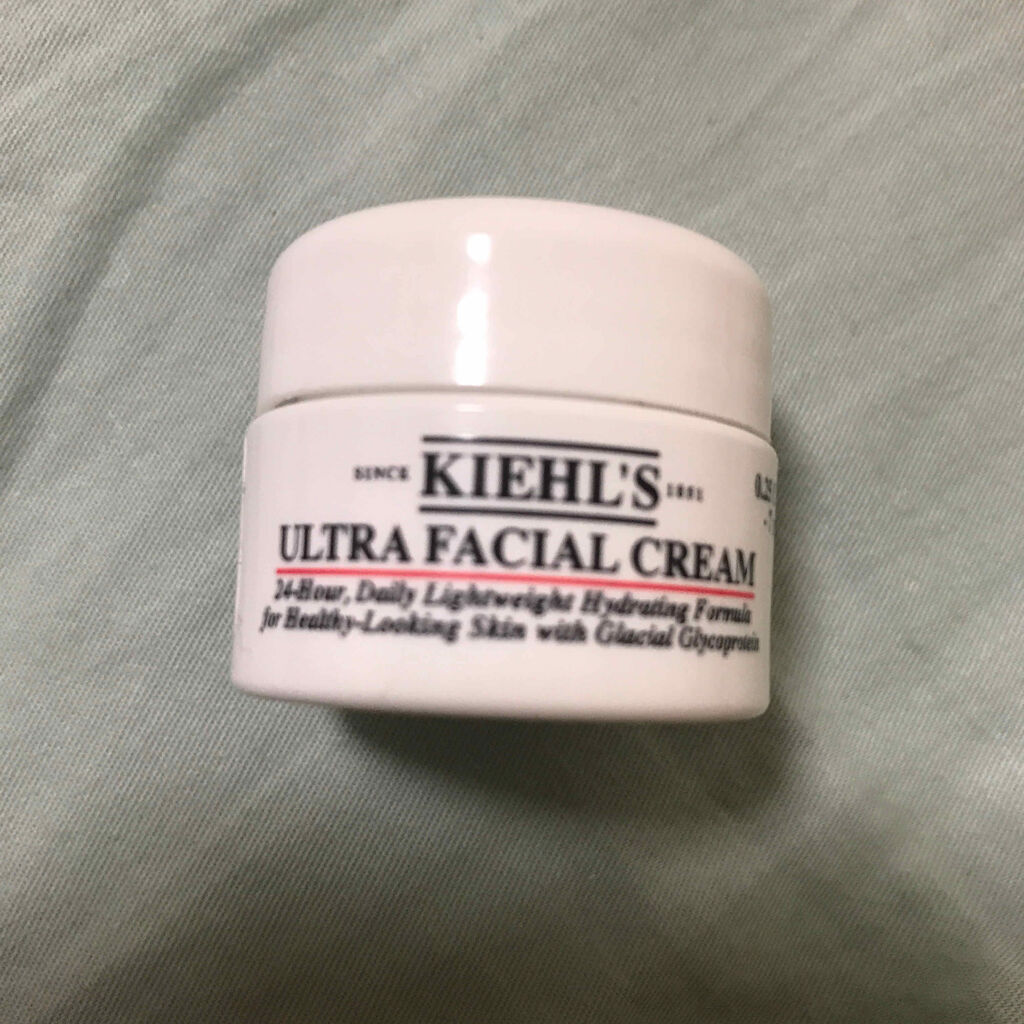 SINCE KIEHL'S 1851
ULTRA FACIAL CREAM
24-Hour, Daily Lightweight Hydrating Formula
for Healthy-Looking Skin with Glacial Glycoprotein